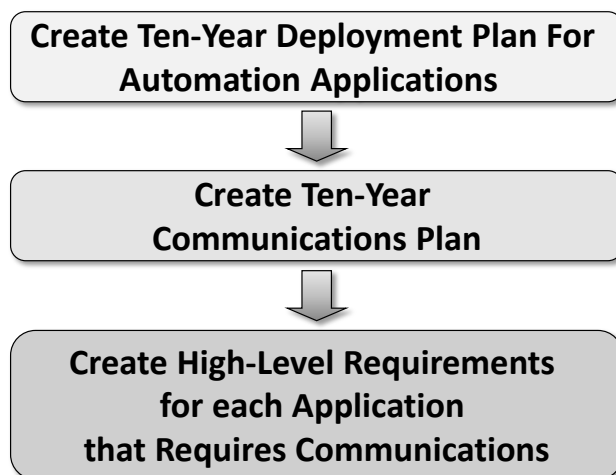 Create Ten-Year Deployment Plan For
Automation Applications
Create Ten-Year
Communications Plan
Create High-Level Requirements
for each Application
that Requires Communications